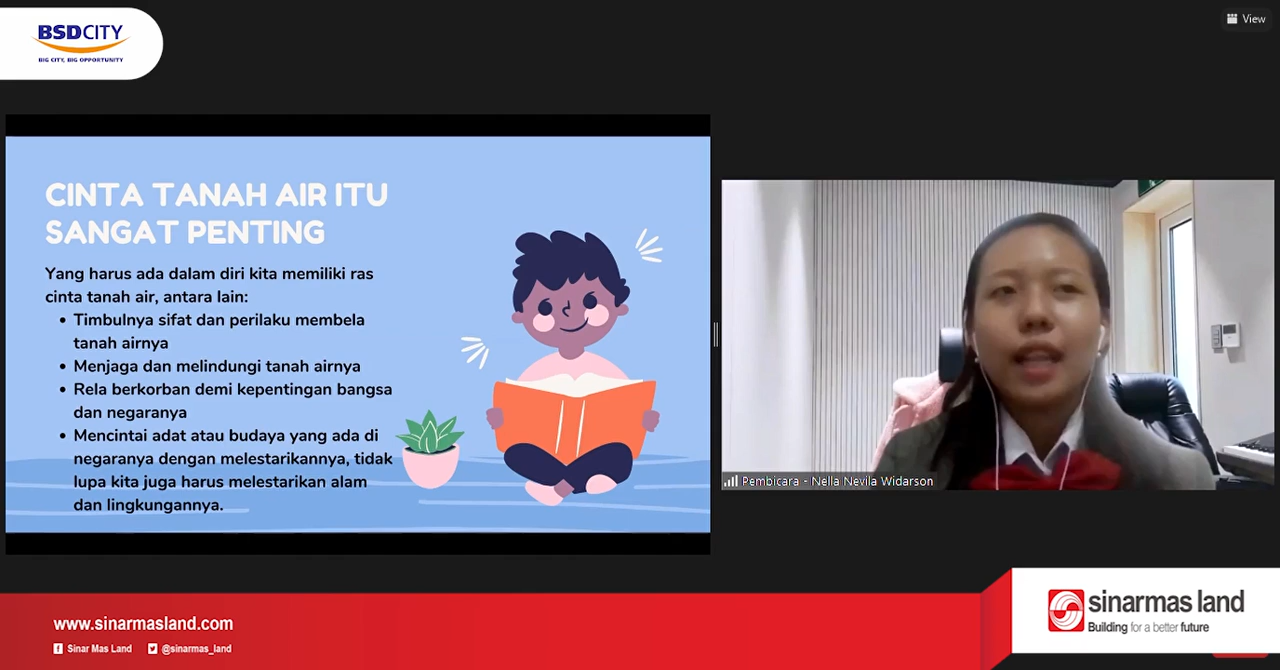 BSDCITY
BIG CITY, BIG OPPORTUNITY
View
CINTA TANAH AIR ITU
SANGAT PENTING
Yang harus ada dalam diri kita memiliki ras
cinta tanah air, antara lain:
• Timbulnya sifat dan perilaku membela
tanah airnya
• Menjaga dan melindungi tanah airnya
• Rela berkorban demi kepentingan bangsa
dan negaranya
• Mencintai adat atau budaya yang ada di
negaranya dengan melestarikannya, tidak
lupa kita juga harus melestarikan alam
dan lingkungannya.
Pembicara - Nella Nevila Widarson
www.sinarmasland.com
Sinar Mas Land
@sinarmas_land
sinarmas land
Building for a better future